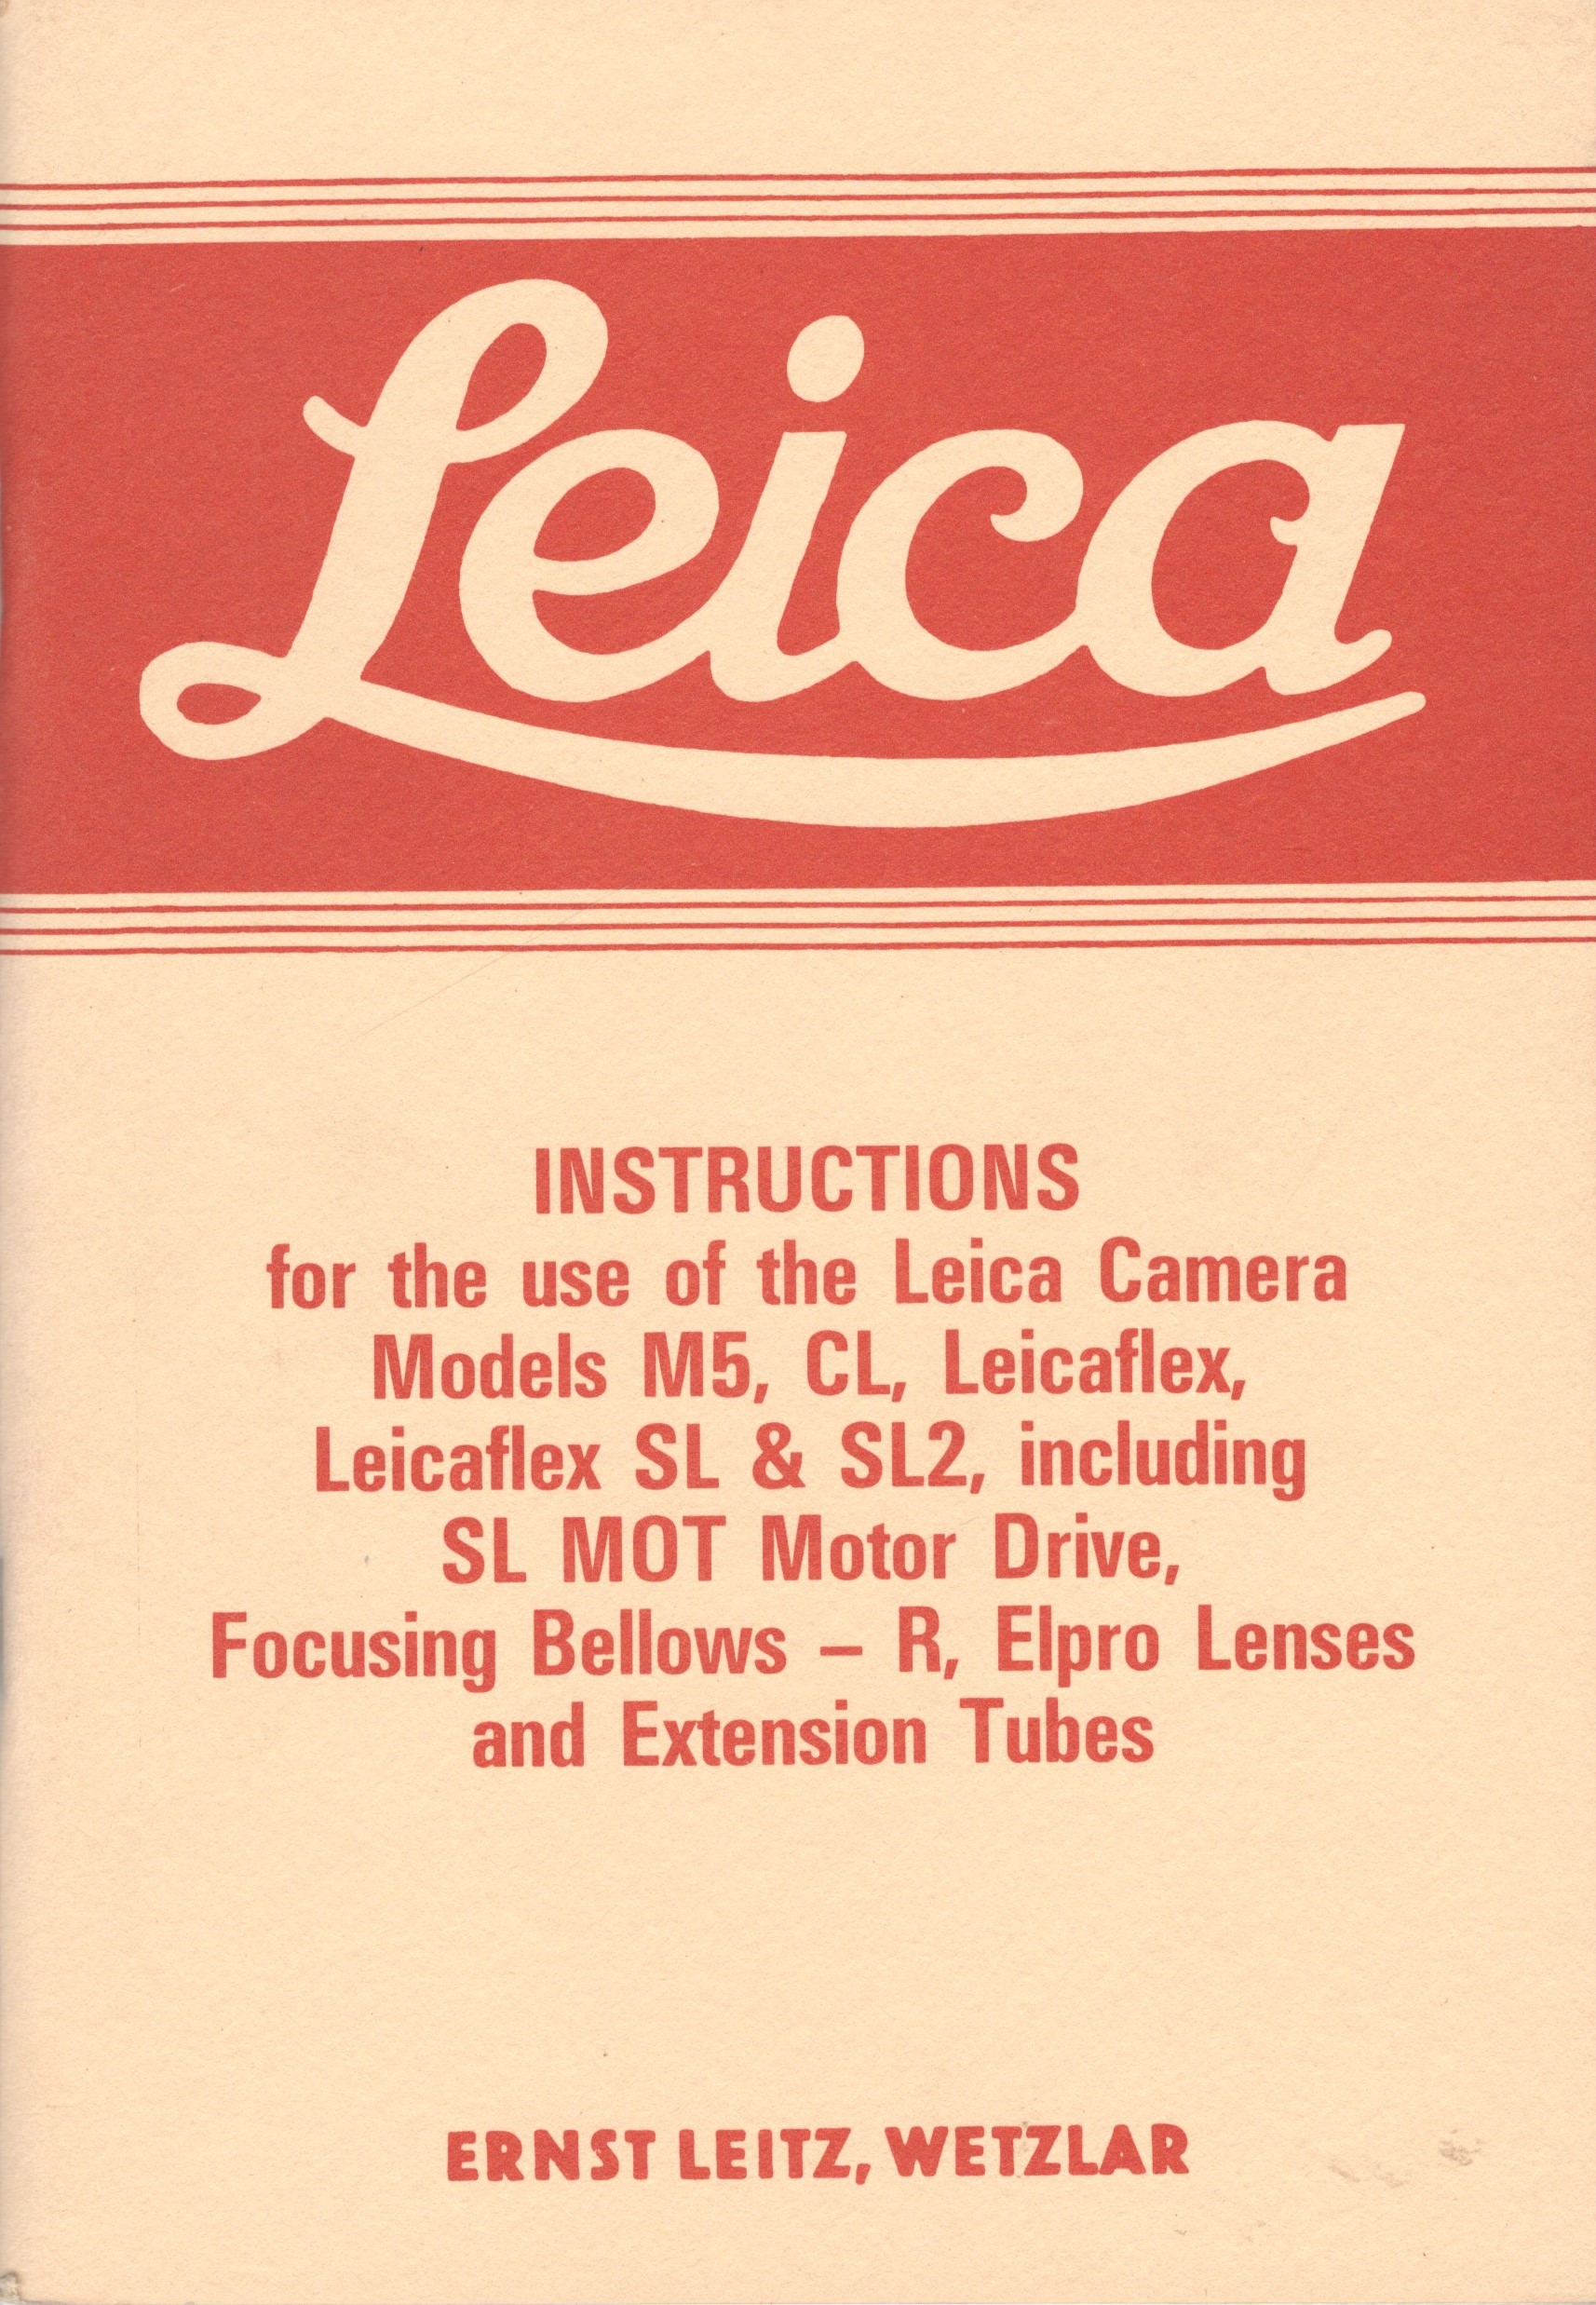 Leica
INSTRUCTIONS
for the use of the Leica Camera
Models M5, CL, Leicaflex,
Leicaflex SL & SL2, including
SL MOT Motor Drive,
Focusing Bellows – R, Elpro Lenses
and Extension Tubes
ERNST LEITZ, WETZLAR